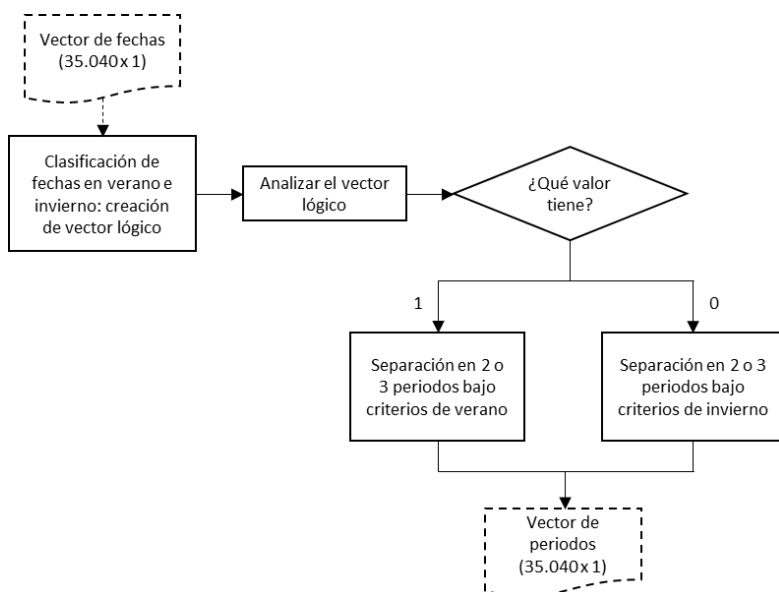 Vector de fechas
(35.040 x 1)
Clasificación de
fechas en verano e
invierno: creación
de vector lógico
Analizar el vector
lógico
¿Qué valor
tiene?
1
0
Separación en 2 o
3 periodos bajo
criterios de verano
Separación en 2 o 3
periodos bajo
criterios de invierno
Vector de
periodos
(35.040 x 1)